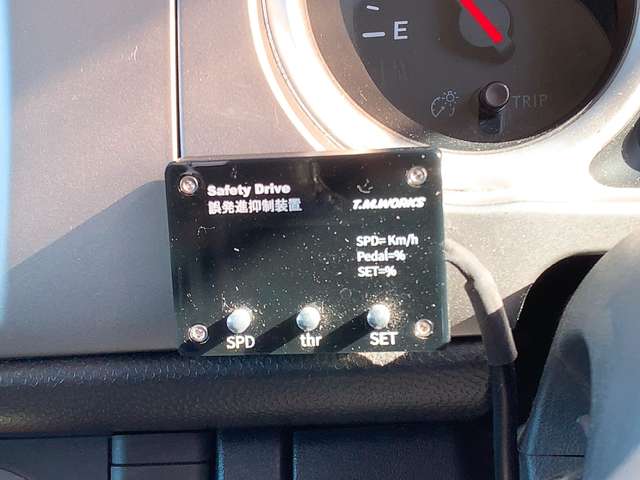 E
TRIP
Safety Drive
誤発進抑制装置
T.M.WORKS
SPD=Km/h
Pedal=%
SET=%
SPD
thr
SET